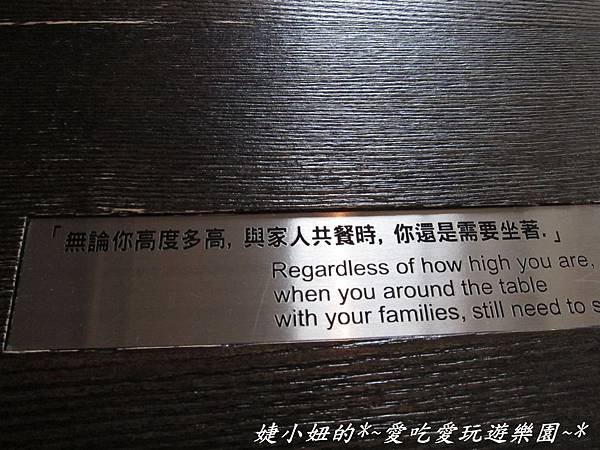 「無論你高度多高, 與家人共餐時, 你還是需要坐著.」
Regardless of how high you are,
when you around the table
with your families, still need to
婕小妞的*~愛吃愛玩遊樂園~*